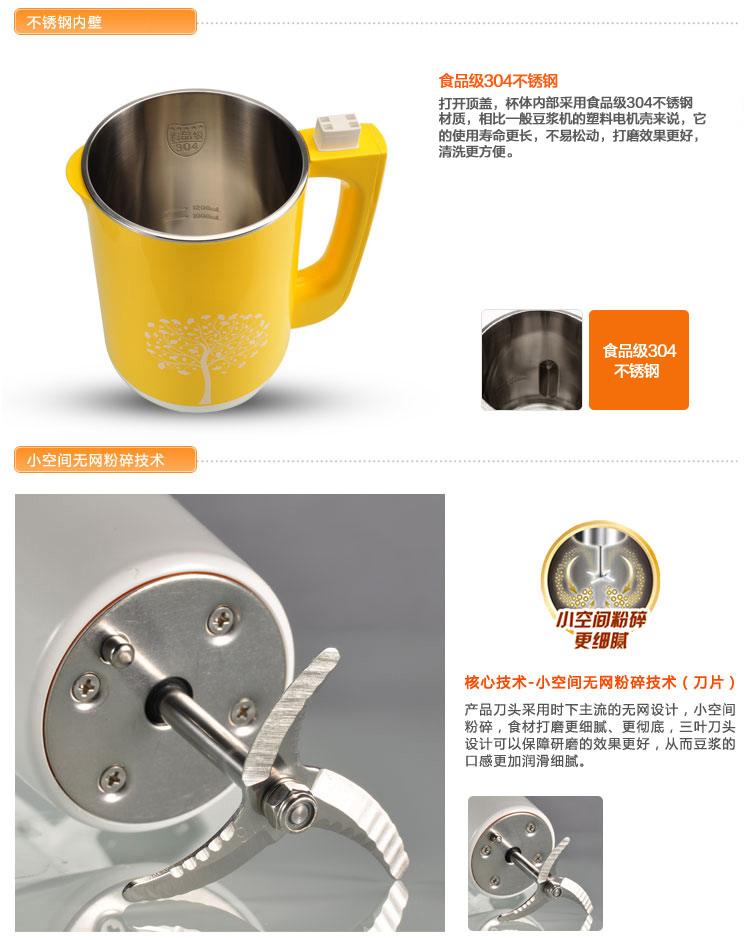 不锈钢内壁
食品级304不锈钢
打开顶盖，杯体内部采用食品级304不锈钢
材质，相比一般豆浆机的塑料电机壳来说，它
的使用寿命更长，不易松动，打磨效果更好，
清洗更方便。
食品级
304
1200mL
1000mL
食品级304
不锈钢
小空间无网粉碎技术
小空间粉碎
更细腻
核心技术-小空间无网粉碎技术（刀片）
产品刀头采用时下主流的无网设计，小空间
粉碎，食材打磨更细腻、更彻底，三叶刀头
设计可以保障研磨的效果更好，从而豆浆的
口感更加润滑细腻。